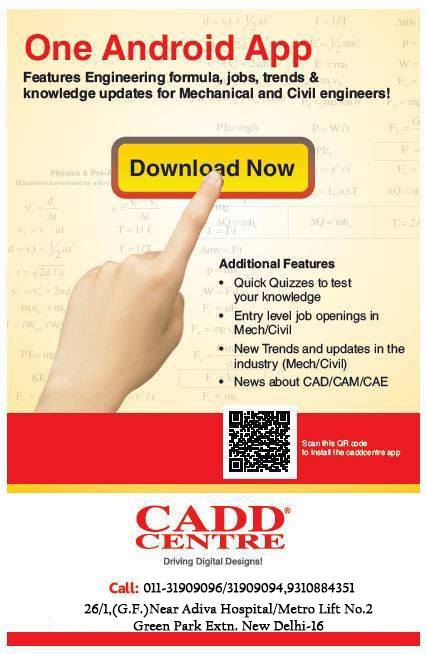 One Android App
Features Engineering formula, jobs, trends &
knowledge updates for Mechanical and Civil engineers!
Download Now
Additional Features
• Quick Quizzes to test
your knowledge
• Entry level job openings in
Mech/Civil
• New Trends and updates in the
industry (Mech/Civil)
• News about CAD/CAM/CAE
Scan this QR code
to Install the caddcentre app
CADD®
CENTRE
Driving Digital Designs!
Call: 011-31909096/31909094,9310884351
26/1,(G.F.)Near Adiva Hospital/Metro Lift No.2
Green Park Extn. New Delhi-16